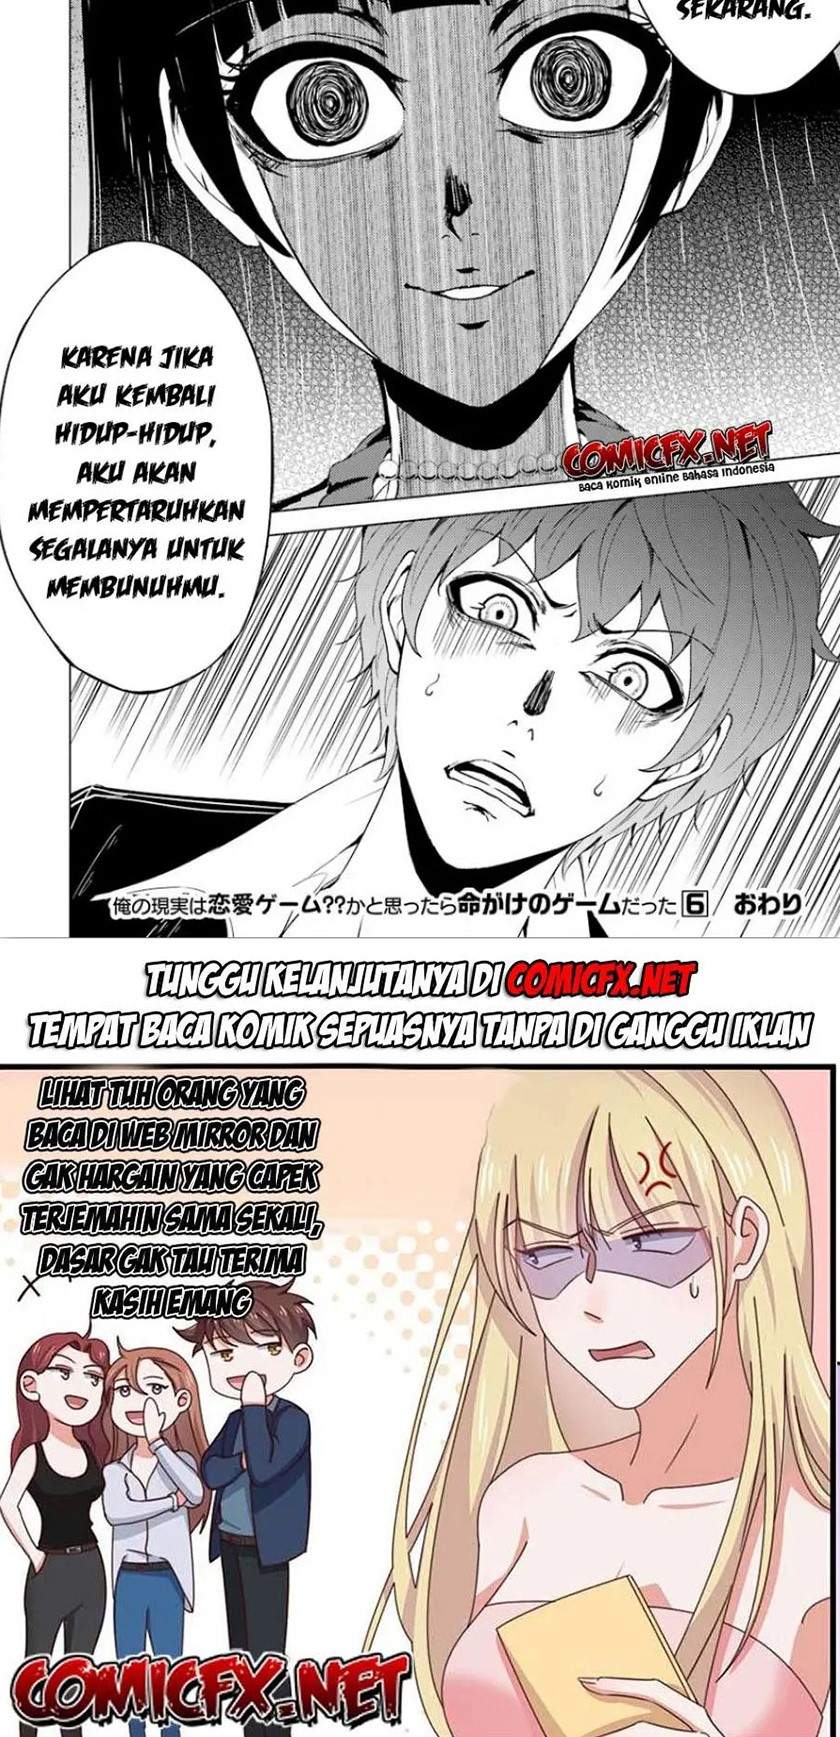 SEKARANG.
KARENA JIKA
AKU KEMBALI
HIDUP-HIDUP,
AKU AKAN
MEMPERTARUHKAN
SEGALANYA UNTUK
MEMBUNUHMU.
COMICFX.NET
Baca Komik Online Bahasa Indonesia
俺の現実は恋愛ゲーム??かと思ったら命がけのゲームだった 6 / おわり
TUNGGU KELANJUTANYA DI COMICFX.NET
TEMPAT BACA KOMIK SEPUASNYA TANPA DI GANGGU IKLAN
LIHAT TUH ORANG YANG
BACA DI WEB MIRROR DAN
GAK HARGAIN YANG CAPEK
TERJEMAHIN SAMA SEKALI,
DASAR GAK TAU TERIMA
KASIH EMANG
COMICFX.NET